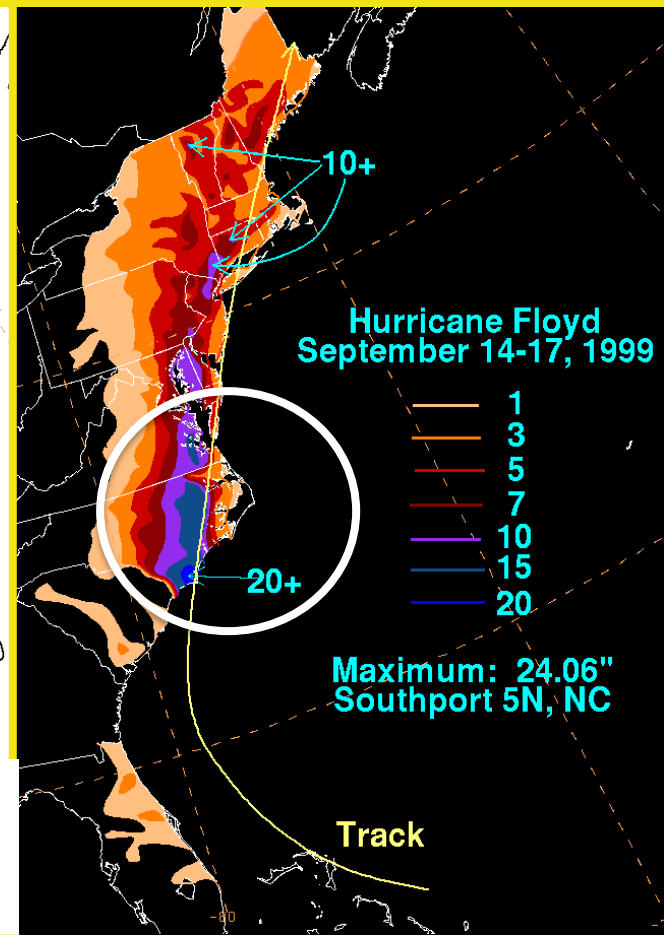 10+
Hurricane Floyd
September 14-17, 1999
1
3
5
7
10
15
20
20+
Maximum: 24.06"
Southport 5N, NC
Track
-80